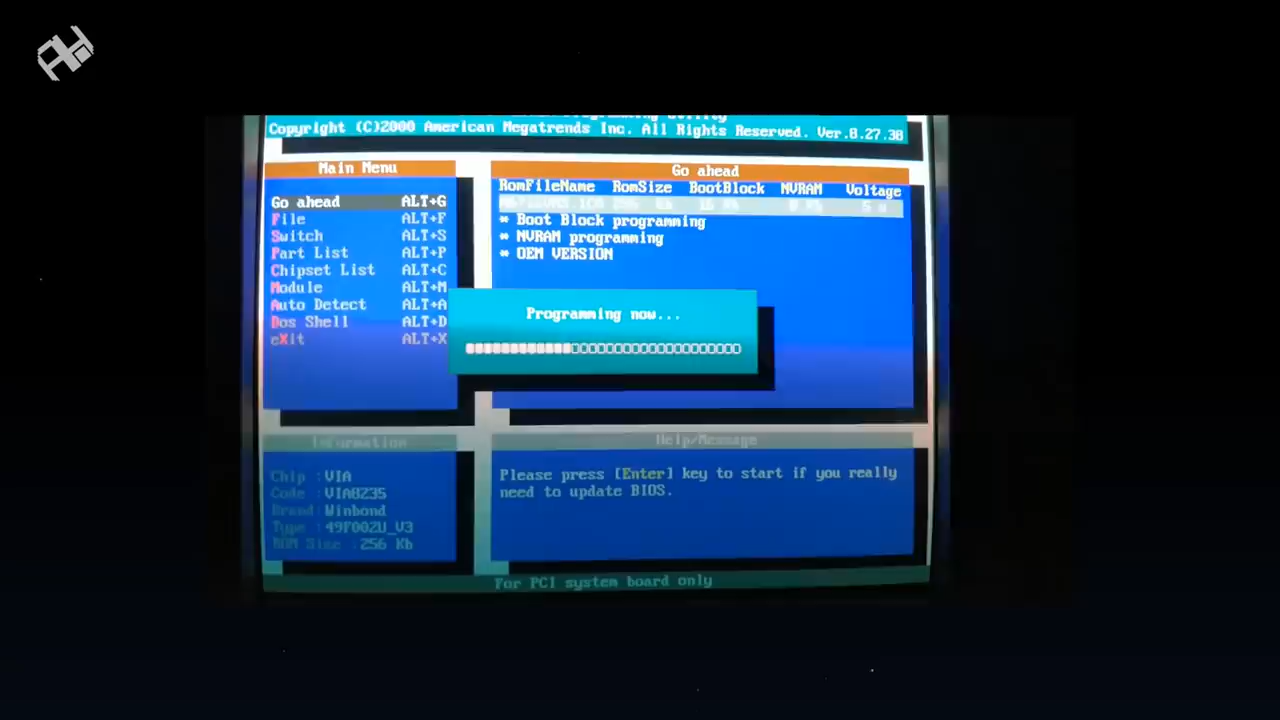 Copyright (C)2000 American Megatrends Inc. All Rights Reserved. Ver.8.27.30
Main Menu
Go ahead ALT+G
File ALT+F
Switch ALT+S
Part List ALT+P
Chipset List ALT+C
Module ALT+M
Auto Detect ALT+A
Dos Shell ALT+D
eXit ALT+X
Go ahead
RomFileName RomSize BootBlock NVRAM Voltage
* Boot Block programming
* NVRAM programming
* OEM VERSION
Programming now...
Information
Chip :VIA
Code :VIA8235
Brand:Winbond
Type :49F002U_V3
ROM Size :256 Kb
Help/Message
Please press [Enter] key to start if you really
need to update BIOS.
For PCI system board only